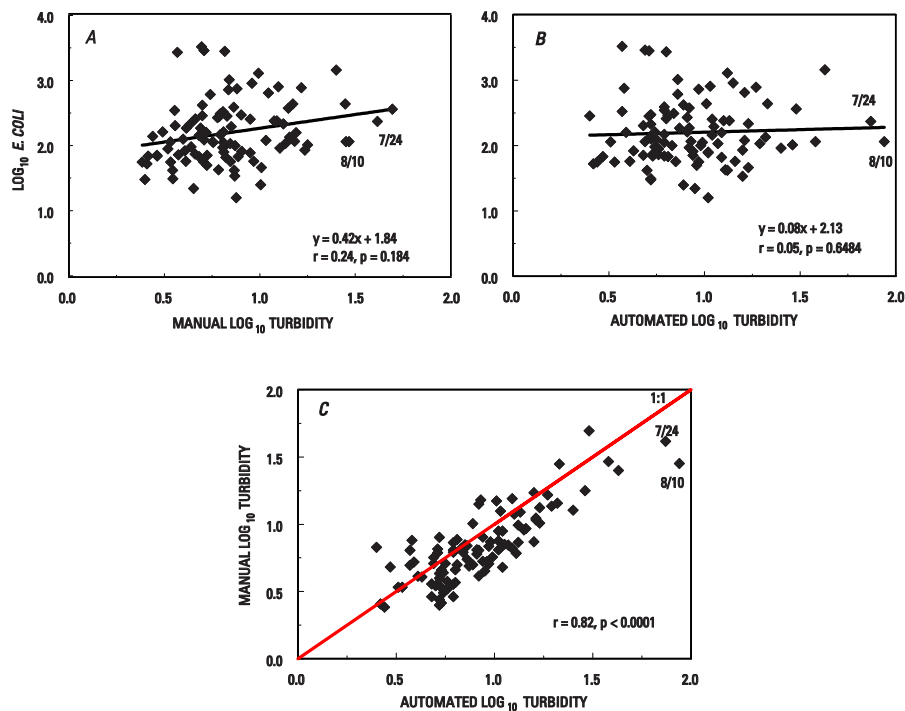 A
4.0
3.0
2.0
1.0
0.0
LOG10 E. COLI
7/24
8/10
y = 0.42x + 1.84
r = 0.24, p = 0.184
0.0 0.5 1.0 1.5 2.0
MANUAL LOG10 TURBIDITY
B
4.0
3.0
2.0
1.0
0.0
7/24
8/10
y = 0.08x + 2.13
r = 0.05, p = 0.6484
0.0 0.5 1.0 1.5 2.0
AUTOMATED LOG10 TURBIDITY
C
2.0
1.5
1.0
0.5
0.0
MANUAL LOG10 TURBIDITY
1:1
7/24
8/10
r = 0.82, p < 0.0001
0.0 0.5 1.0 1.5 2.0
AUTOMATED LOG10 TURBIDITY